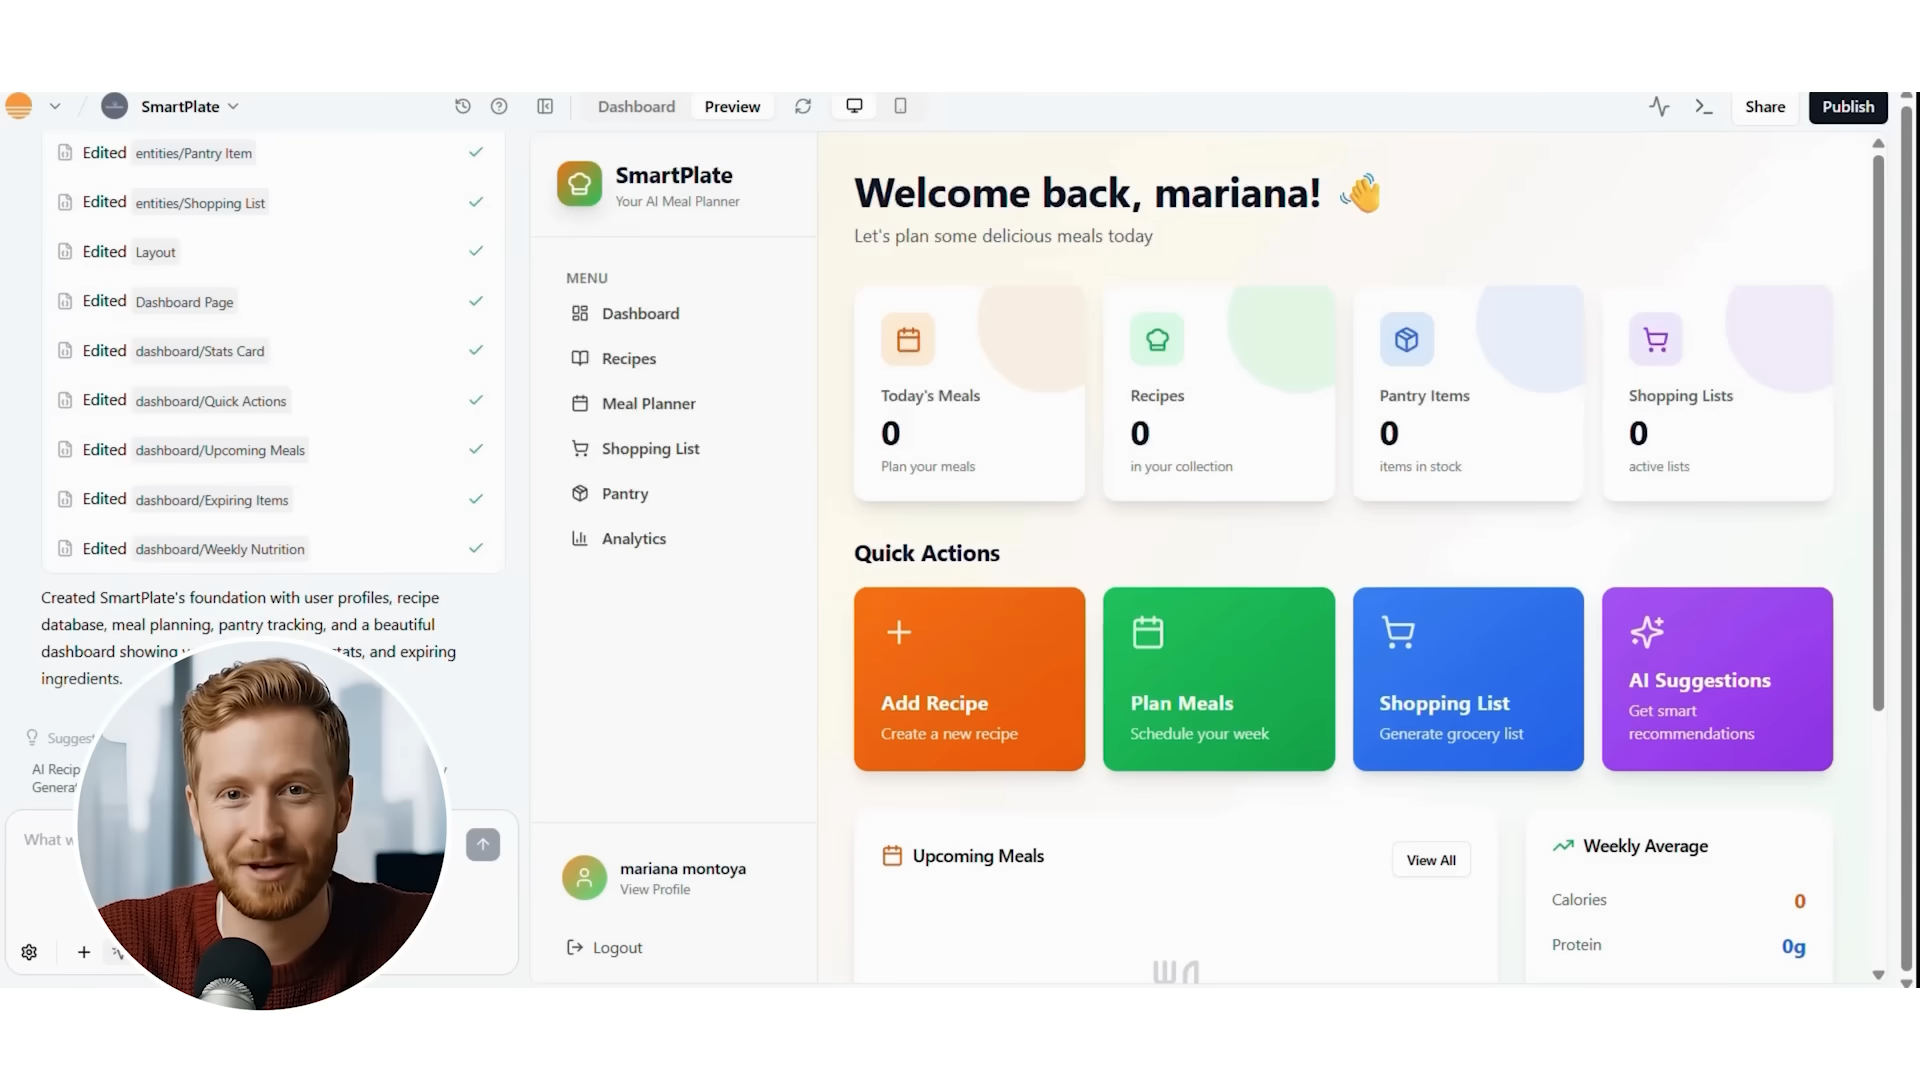 SmartPlate
Dashboard
Preview
Share
Publish
Edited entities/Pantry Item
Edited entities/Shopping List
Edited Layout
Edited Dashboard Page
Edited dashboard/Stats Card
Edited dashboard/Quick Actions
Edited dashboard/Upcoming Meals
Edited dashboard/Expiring Items
Edited dashboard/Weekly Nutrition
Created SmartPlate's foundation with user profiles, recipe
database, meal planning, pantry tracking, and a beautiful
dashboard showing and expiring
ingredients.
AI
What
SmartPlate
Your AI Meal Planner
MENU
Dashboard
Recipes
Meal Planner
Shopping List
Pantry
Analytics
mariana montoya
View Profile
Logout
Welcome back, mariana! 👋
Let's plan some delicious meals today
Today's Meals
0
Plan your meals
Recipes
0
in your collection
Pantry Items
0
items in stock
Shopping Lists
0
active lists
Quick Actions
Add Recipe
Create a new recipe
Plan Meals
Schedule your week
Shopping List
Generate grocery list
AI Suggestions
Get smart
recommendations
Upcoming Meals
View All
Weekly Average
Calories
0
Protein
0g